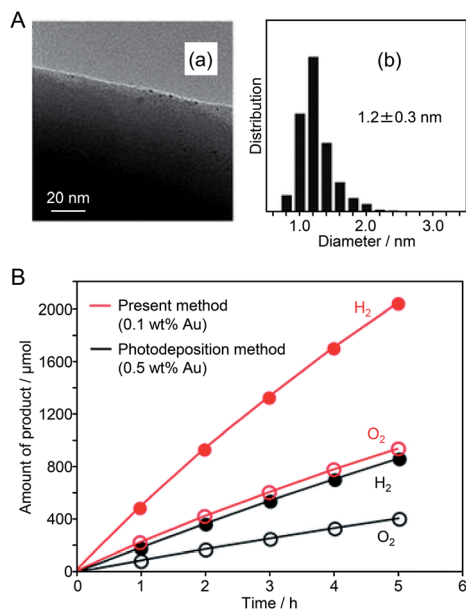 A
(a)
20 nm
(b)
1.2±0.3 nm
Distribution
1.0 2.0 3.0
Diameter / nm
B
Present method
(0.1 wt% Au)
Photodeposition method
(0.5 wt% Au)
H2
O2
H2
O2
Amount of product / µmol
2000
1600
1200
800
400
0
0 1 2 3 4 5 6
Time / h